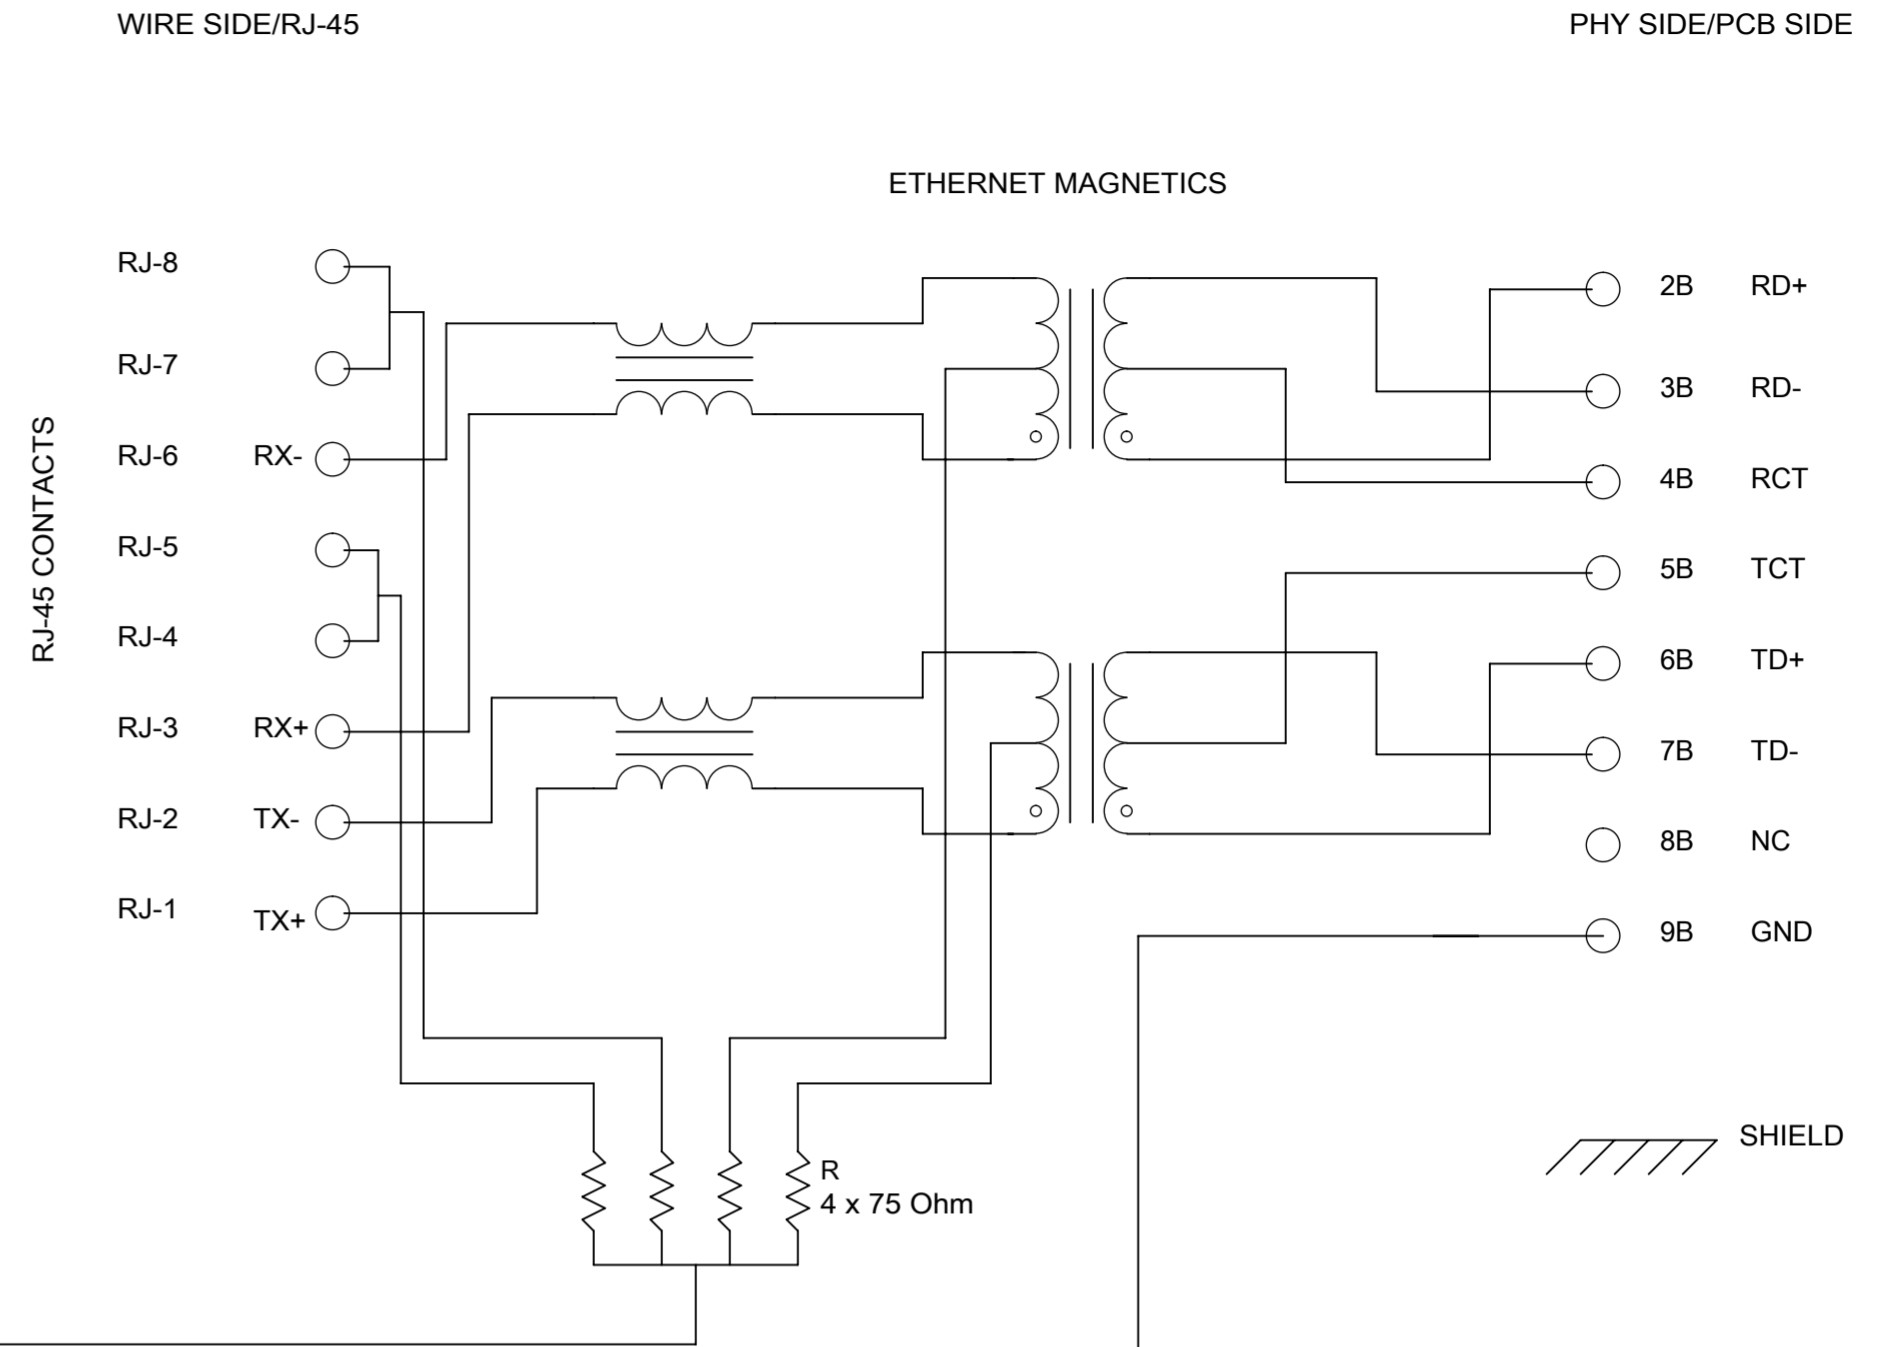 WIRE SIDE/RJ-45
PHY SIDE/PCB SIDE
ETHERNET MAGNETICS
RJ-45 CONTACTS
RJ-8
RJ-7
RJ-6 RX-
RJ-5
RJ-4
RJ-3 RX+
RJ-2 TX-
RJ-1 TX+
2B RD+
3B RD-
4B RCT
5B TCT
6B TD+
7B TD-
8B NC
9B GND
SHIELD
R
4 x 75 Ohm